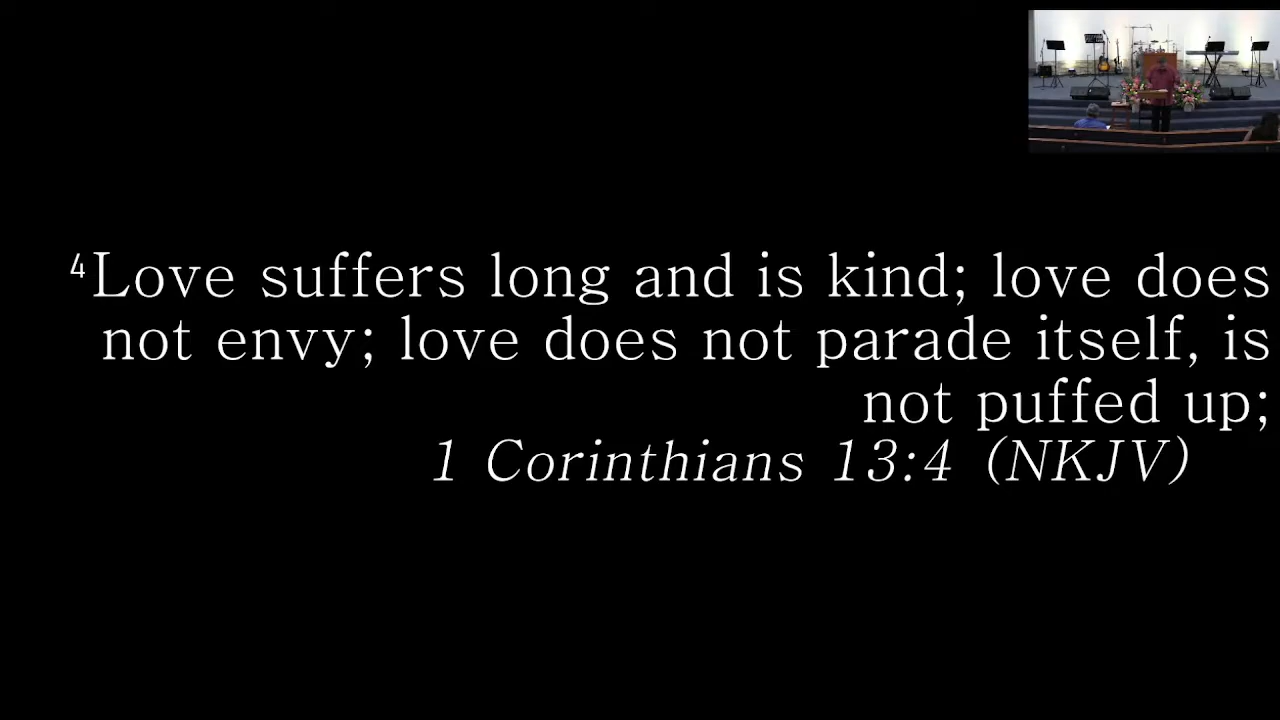 4Love suffers long and is kind; love does
not envy; love does not parade itself, is
not puffed up;
1 Corinthians 13:4 (NKJV)